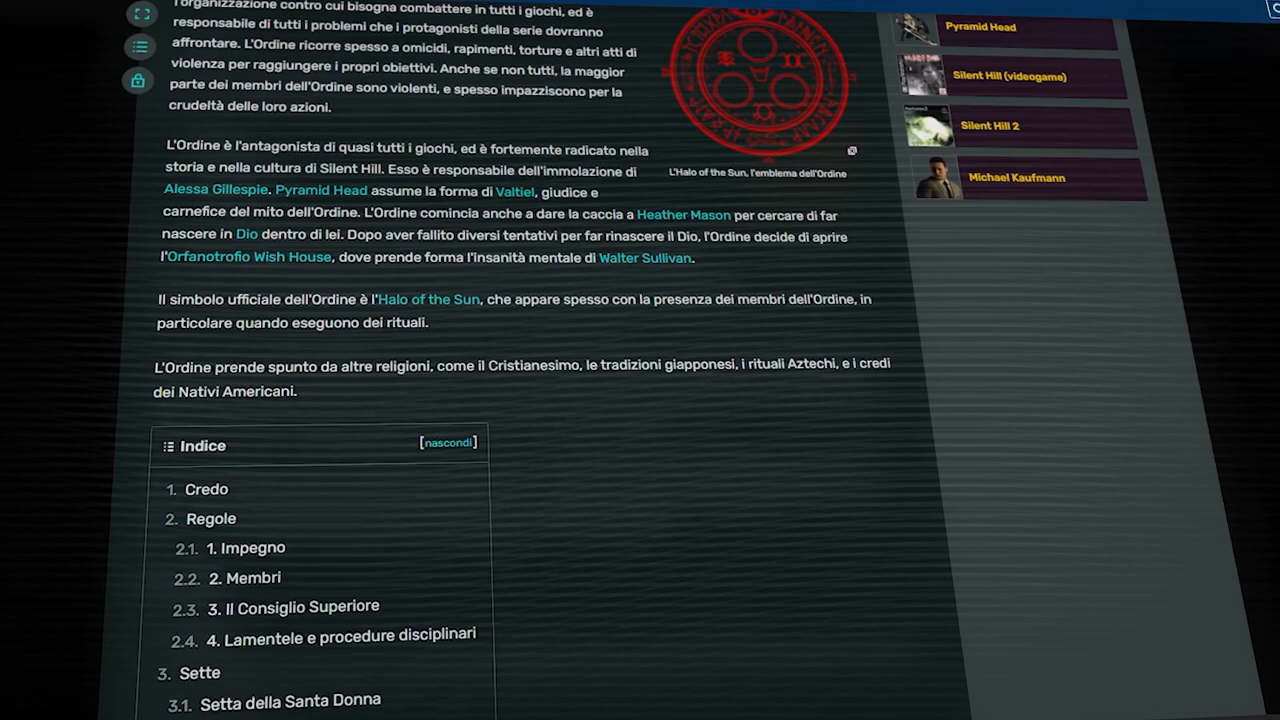 l'organizzazione contro cui bisogna combattere in tutti i giochi, ed è
responsabile di tutti i problemi che i protagonisti della serie dovranno
affrontare. L'Ordine ricorre spesso a omicidi, rapimenti, torture e altri atti di
violenza per raggiungere i propri obiettivi. Anche se non tutti, la maggior
parte dei membri dell'Ordine sono violenti, e spesso impazziscono per la
crudeltà delle loro azioni.
L'Ordine è l'antagonista di quasi tutti i giochi, ed è fortemente radicato nella
storia e nella cultura di Silent Hill. Esso è responsabile dell'immolazione di
Alessa Gillespie. Pyramid Head assume la forma di Valtiel, giudice e
carnefice del mito dell'Ordine. L'Ordine comincia anche a dare la caccia a Heather Mason per cercare di far
nascere in Dio dentro di lei. Dopo aver fallito diversi tentativi per far rinascere il Dio, l'Ordine decide di aprire
l'Orfanotrofio Wish House, dove prende forma l'insanità mentale di Walter Sullivan.
Il simbolo ufficiale dell'Ordine è l'Halo of the Sun, che appare spesso con la presenza dei membri dell'Ordine, in
particolare quando eseguono dei rituali.
L'Ordine prende spunto da altre religioni, come il Cristianesimo, le tradizioni giapponesi, i rituali Aztechi, e i credi
dei Nativi Americani.
L'Halo of the Sun, l'emblema dell'Ordine
Indice [nascondi]
1. Credo
2. Regole
2.1. 1. Impegno
2.2. 2. Membri
2.3. 3. Il Consiglio Superiore
2.4. 4. Lamentele e procedure disciplinari
3. Sette
3.1. Setta della Santa Donna
Pyramid Head
Silent Hill (videogame)
Silent Hill 2
Michael Kaufmann